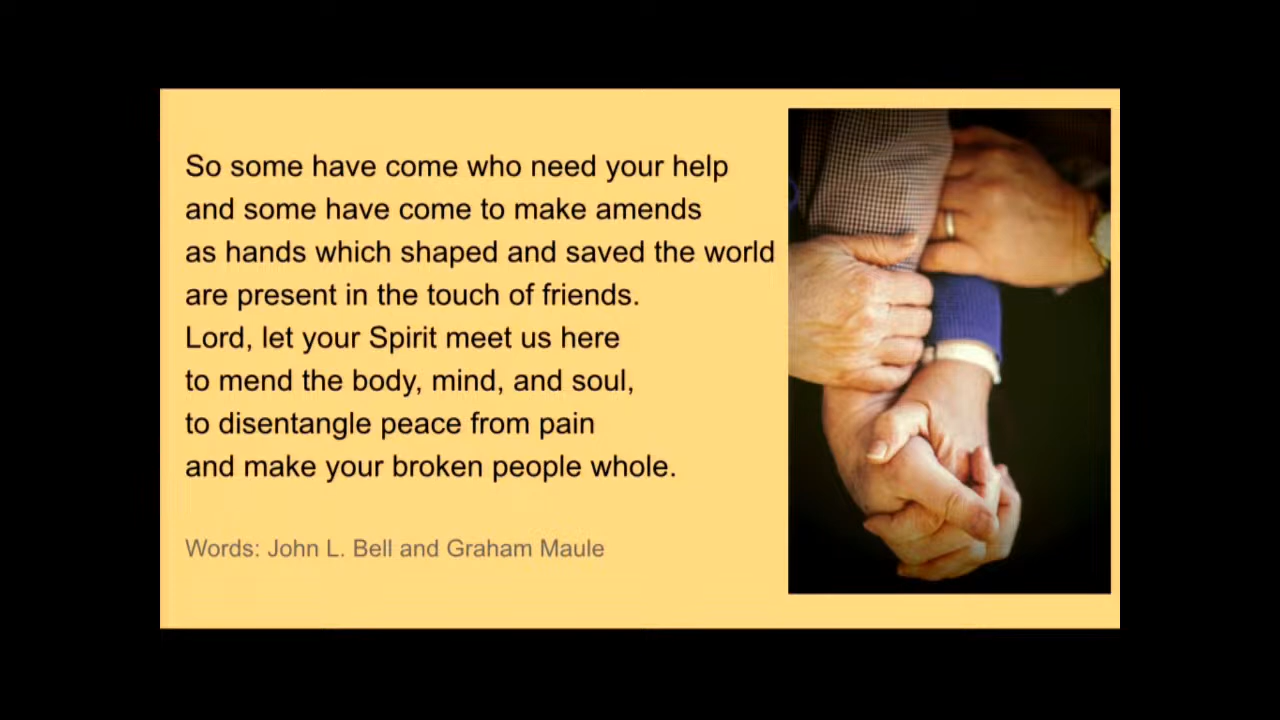 So some have come who need your help
and some have come to make amends
as hands which shaped and saved the world
are present in the touch of friends.
Lord, let your Spirit meet us here
to mend the body, mind, and soul,
to disentangle peace from pain
and make your broken people whole.
Words: John L. Bell and Graham Maule